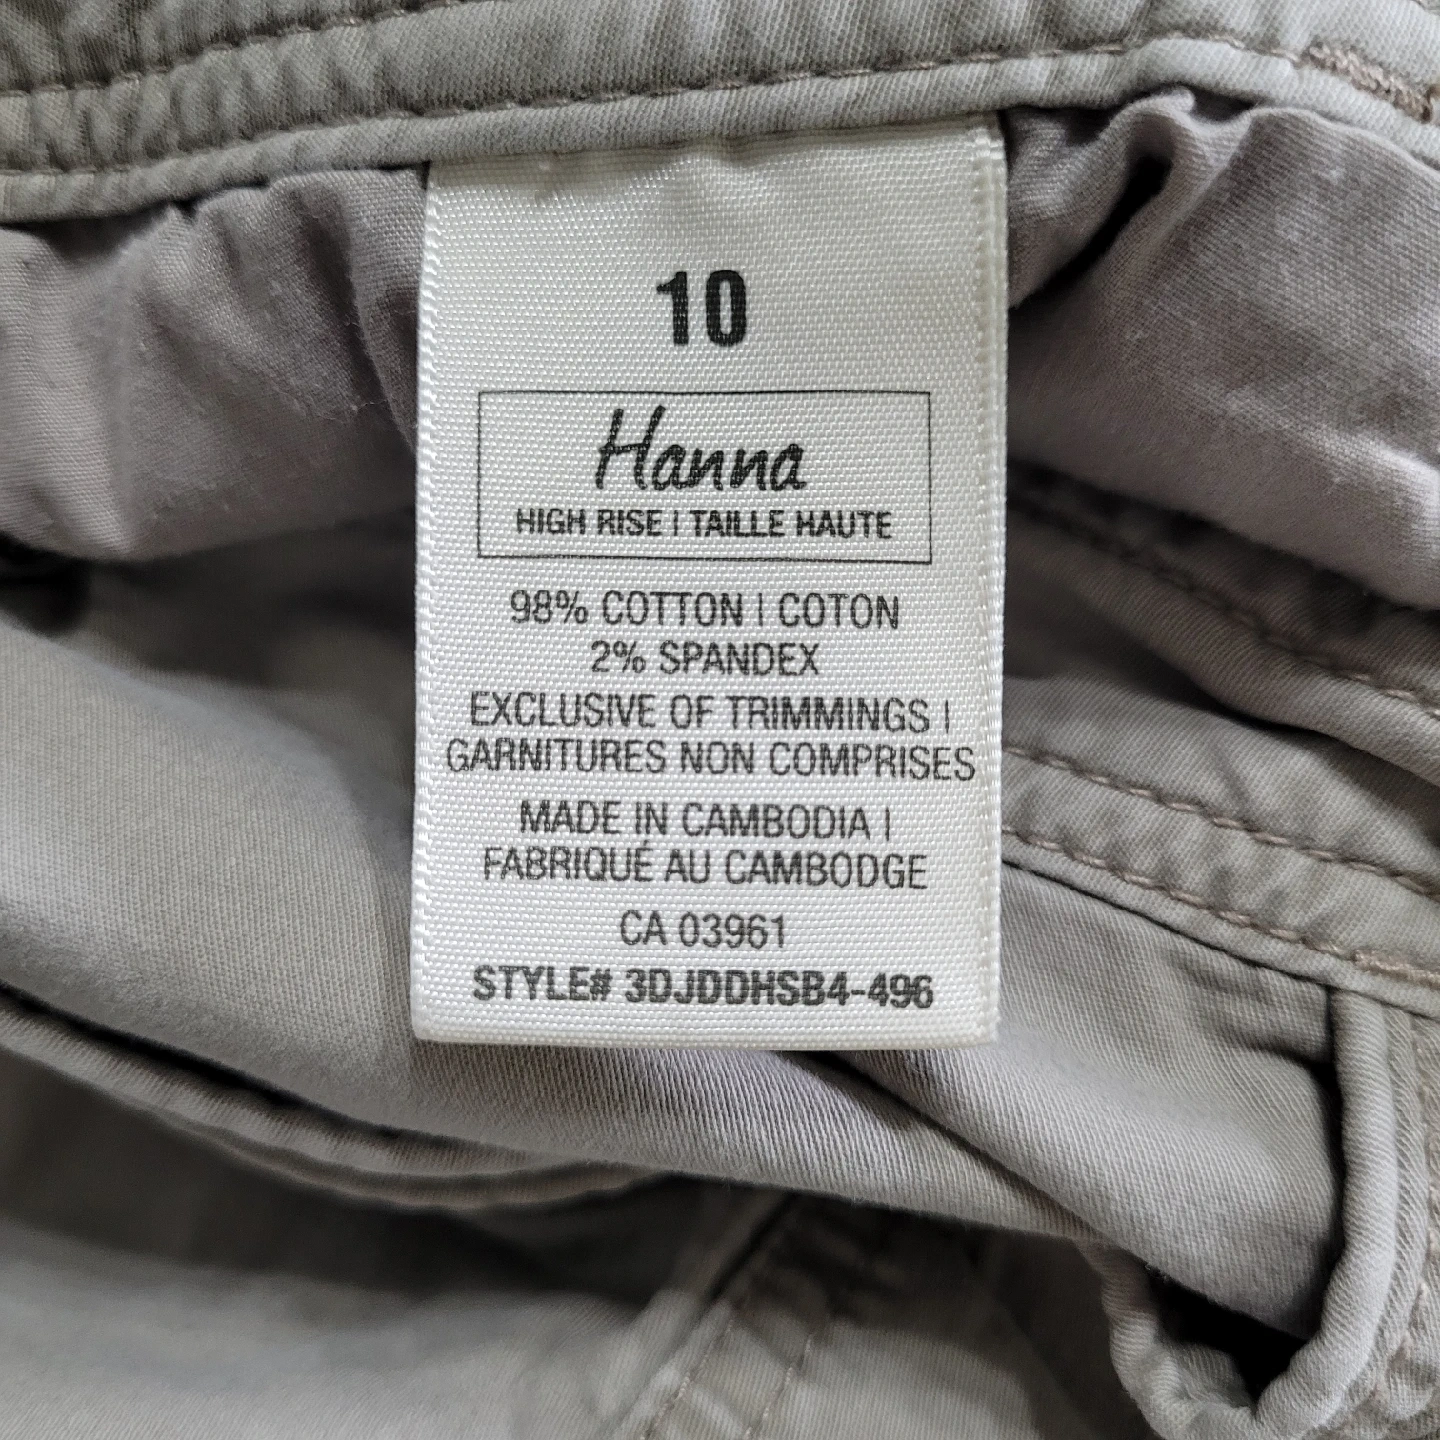 10
Hanna
HIGH RISE | TAILLE HAUTE
98% COTTON | COTON
2% SPANDEX
EXCLUSIVE OF TRIMMINGS |
GARNITURES NON COMPRISES
MADE IN CAMBODIA |
FABRIQUÉ AU CAMBODGE
CA 03961
STYLE# 3DJDDHSB4-496